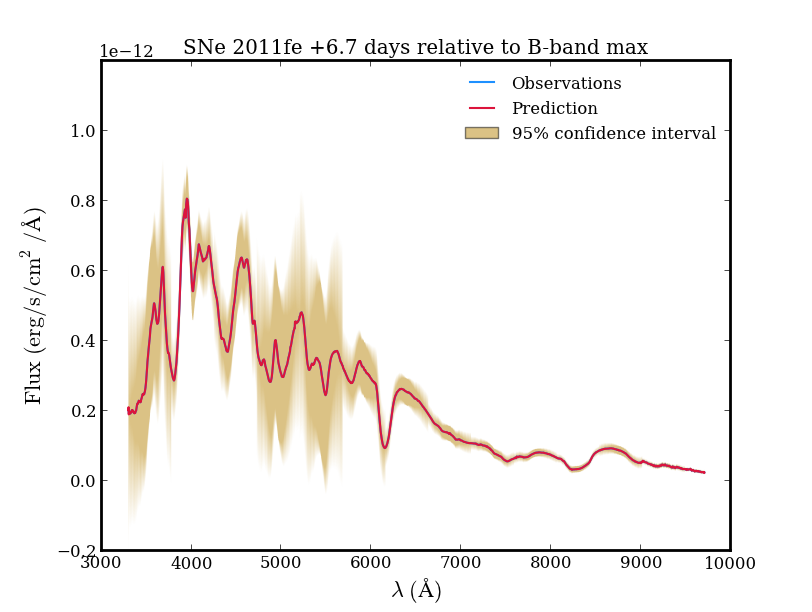 SNe 2011fe +6.7 days relative to B-band max
1e−12
Observations
Prediction
95% confidence interval
1.0
0.8
0.6
0.4
0.2
0.0
−0.2
Flux (erg/s/cm² /Å)
3000 4000 5000 6000 7000 8000 9000 10000
λ (Å)